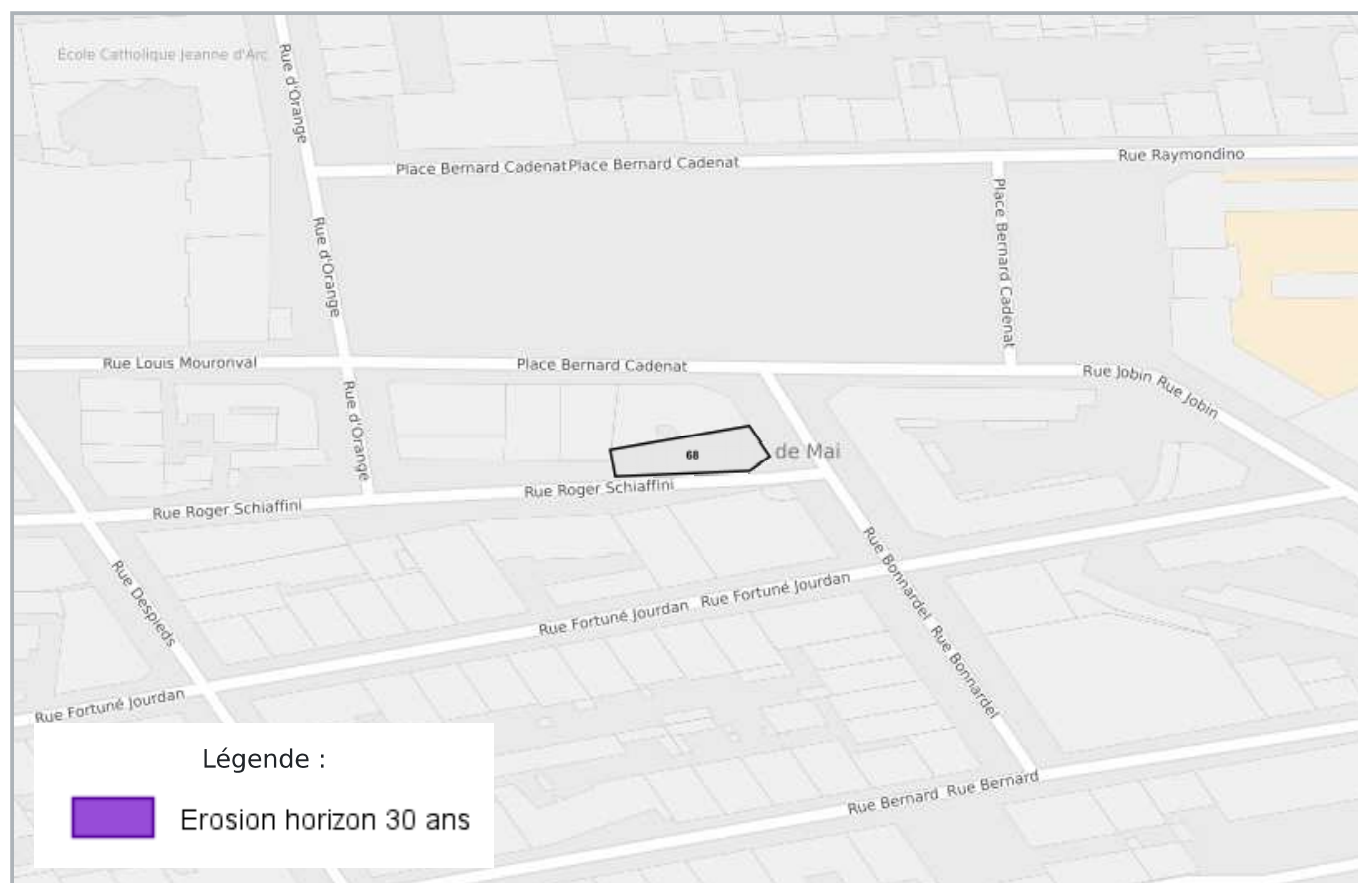 École Catholique Jeanne d'Arc
Rue d'Orange
Place Bernard Cadenat
Place Bernard Cadenat
Rue Raymondino
Rue d'Orange
Place Bernard Cadenat
Rue Louis Mouronval
Place Bernard Cadenat
Rue Jobin
Rue Jobin
Rue d'Orange
68
de Mai
Rue Roger Schiaffini
Rue Roger Schiaffini
Rue Despieds
Rue Bonnardel
Rue Fortuné Jourdan
Rue Fortuné Jourdan
Rue Bonnardel
Rue Fortuné Jourdan
Rue Bernard
Rue Bernard
Légende :
Erosion horizon 30 ans